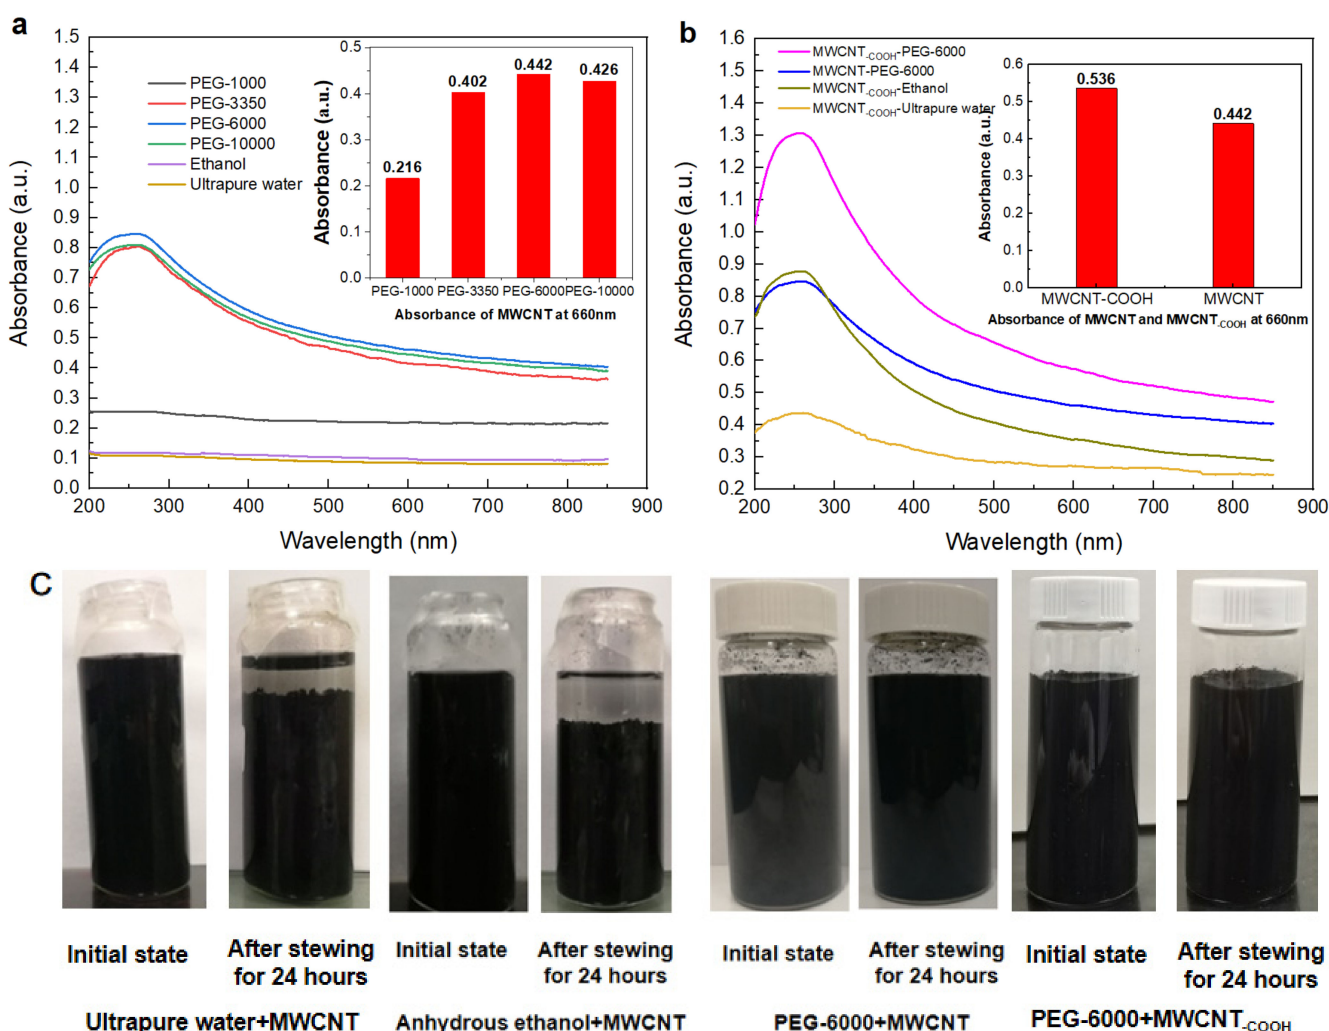 a
1.5
1.4
1.3
1.2
1.1
1.0
0.9
0.8
0.7
0.6
0.5
0.4
0.3
0.2
0.1
0.0
Absorbance (a.u.)
200 300 400 500 600 700 800 900
Wavelength (nm)
PEG-1000
PEG-3350
PEG-6000
PEG-10000
Ethanol
Ultrapure water
0.5
0.4
0.3
0.2
0.1
0.0
Absorbance (a.u.)
0.216
0.402
0.442
0.426
PEG-1000 PEG-3350 PEG-6000 PEG-10000
Absorbance of MWCNT at 660nm
b
1.6
1.5
1.4
1.3
1.2
1.1
1.0
0.9
0.8
0.7
0.6
0.5
0.4
0.3
0.2
Absorbance (a.u.)
200 300 400 500 600 700 800 900
Wavelength (nm)
MWCNT-COOH-PEG-6000
MWCNT-PEG-6000
MWCNT-COOH-Ethanol
MWCNT-COOH-Ultrapure water
0.6
0.5
0.4
0.3
0.2
0.1
0.0
Absorbance (a.u.)
0.536
0.442
MWCNT-COOH MWCNT
Absorbance of MWCNT and MWCNT-COOH at 660nm
C
Initial state
After stewing
for 24 hours
Ultrapure water+MWCNT
Initial state
After stewing
for 24 hours
Anhydrous ethanol+MWCNT
Initial state
After stewing
for 24 hours
PEG-6000+MWCNT
Initial state
After stewing
for 24 hours
PEG-6000+MWCNT-COOH